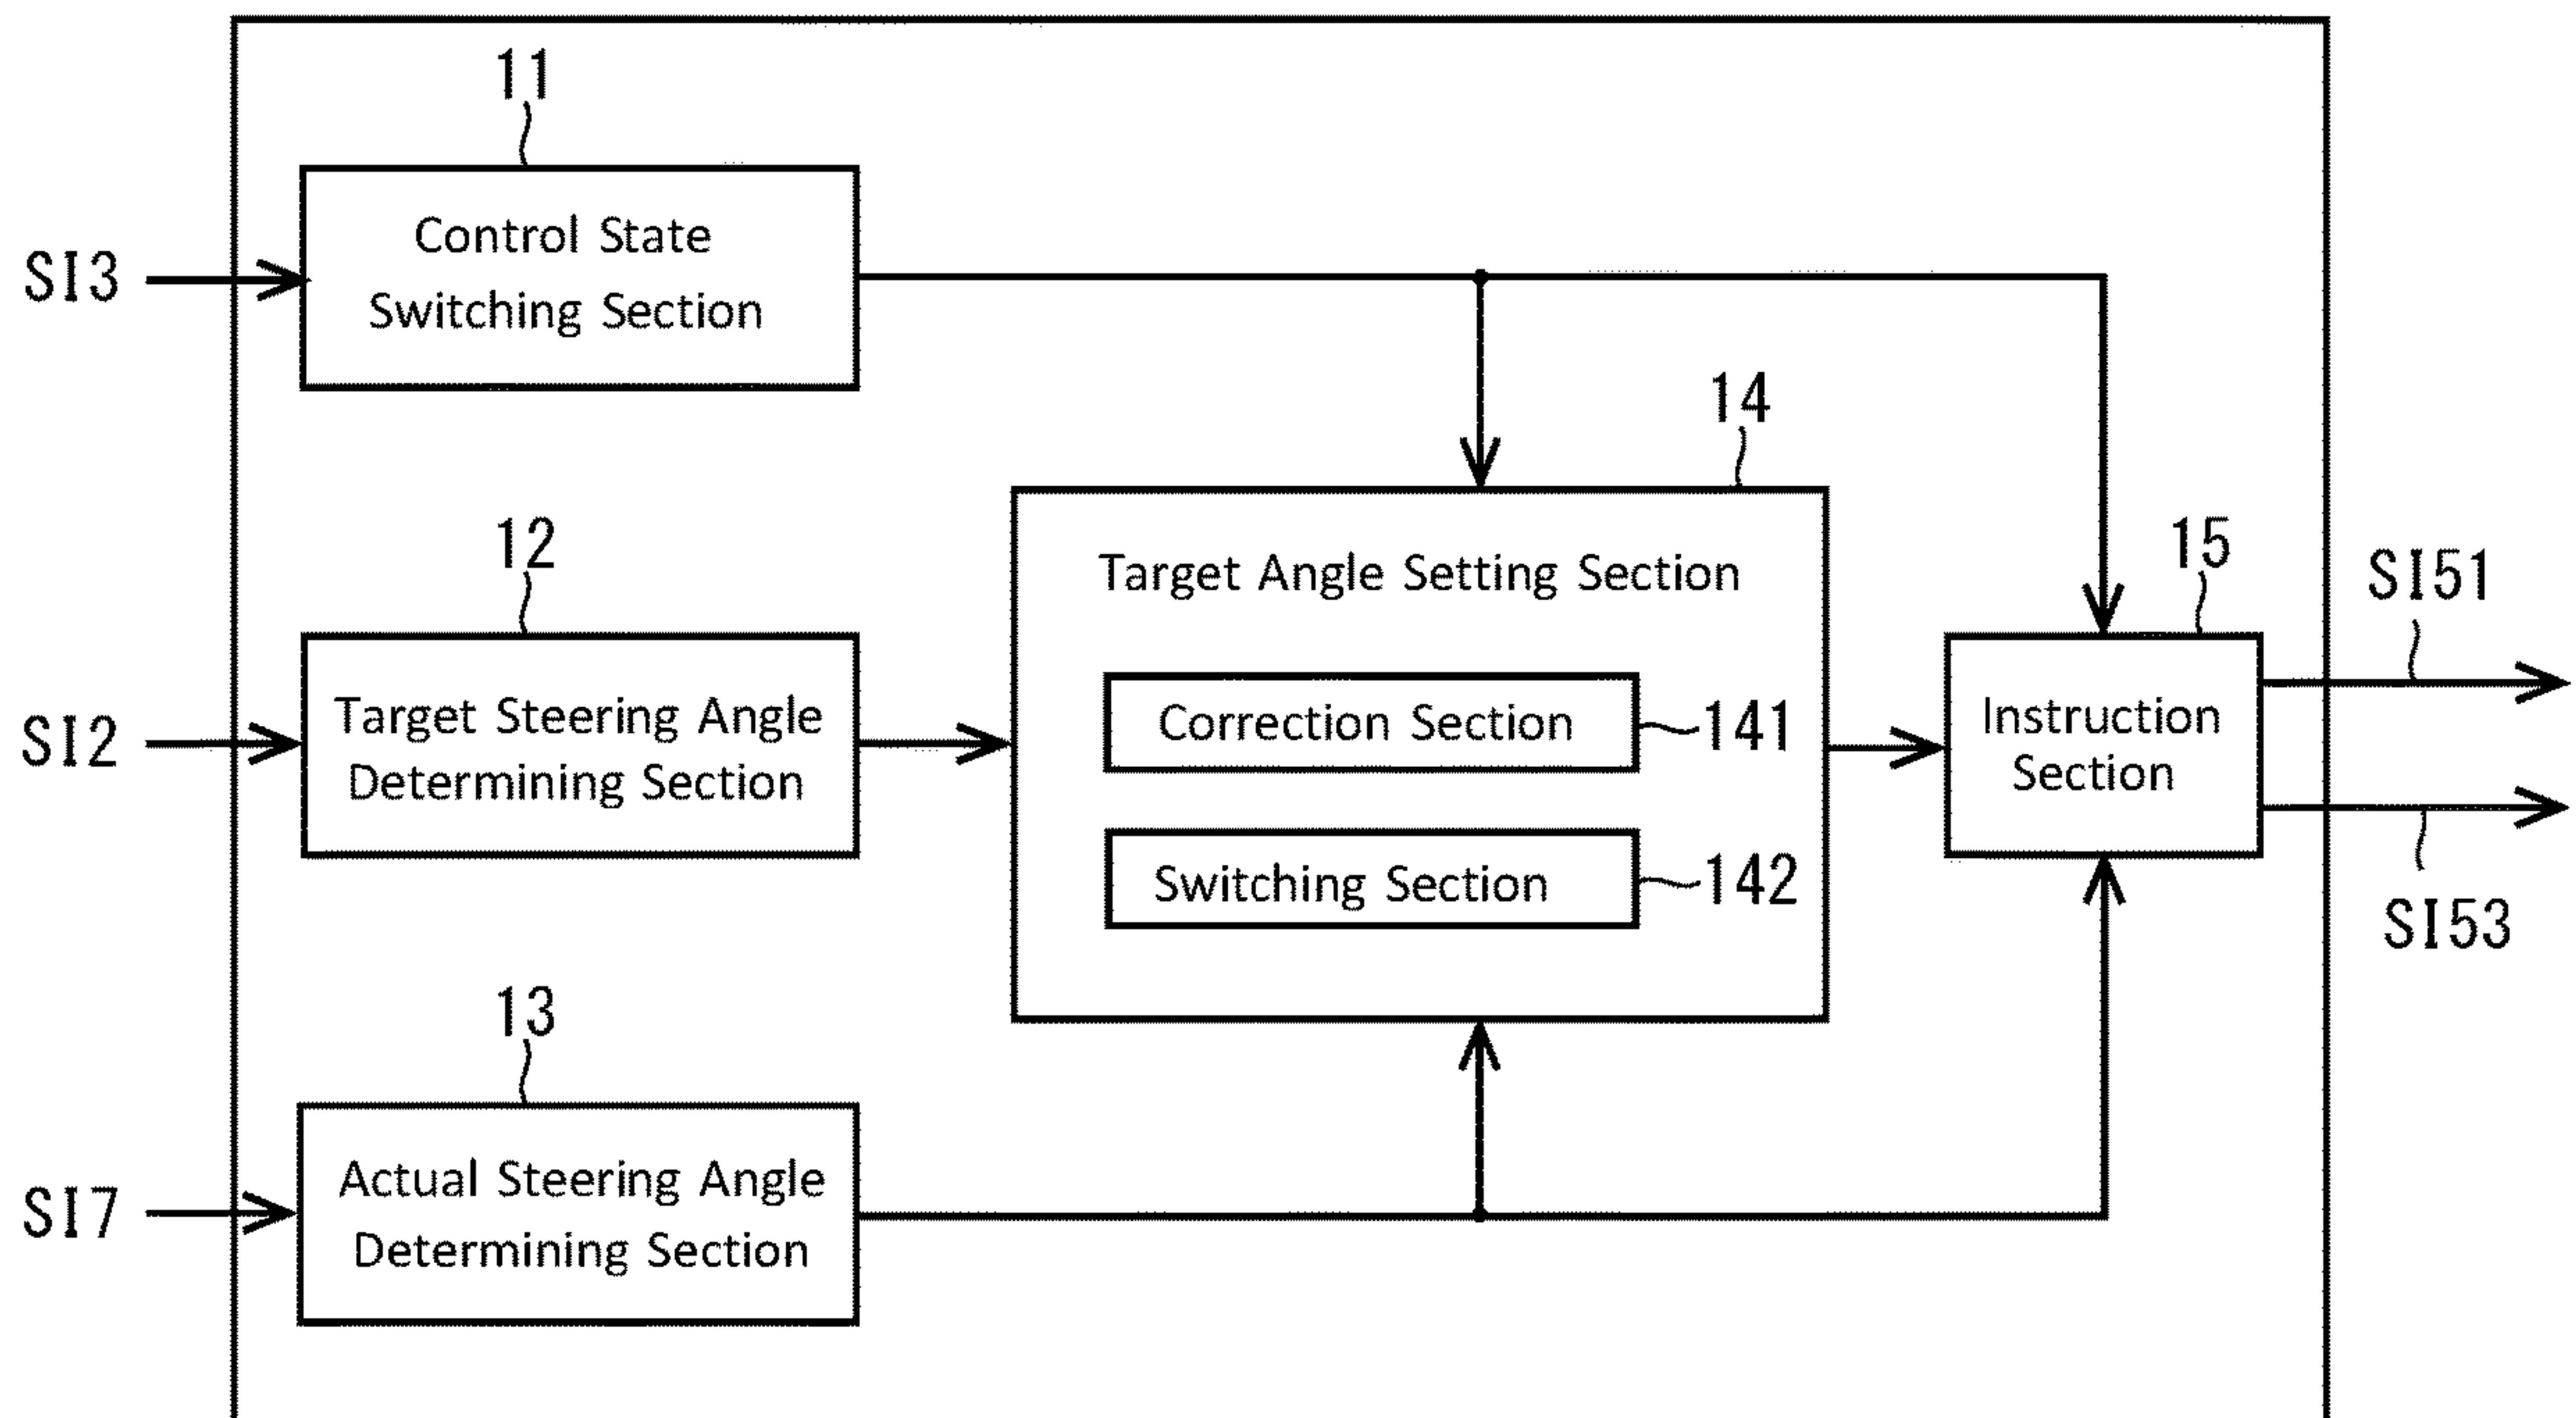 11
Control State
Switching Section
SI3
14
12
15
SI51
Target Angle Setting Section
Target Steering Angle
Determining Section
SI2
Correction Section
141
Instruction
Section
Switching Section
142
SI53
13
Actual Steering Angle
Determining Section
SI7